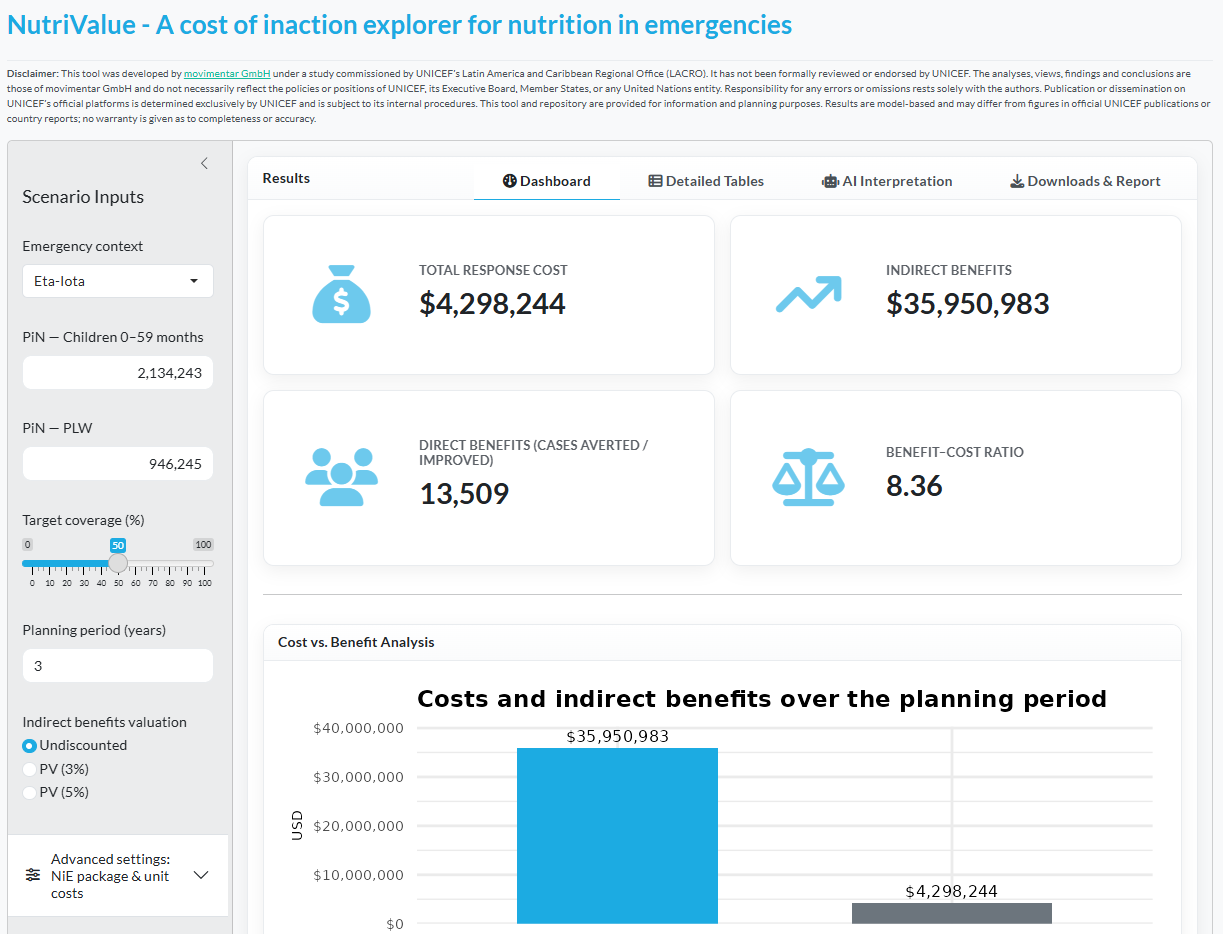 NutriValue - A cost of inaction explorer for nutrition in emergencies
Disclaimer: This tool was developed by movimentar GmbH under a study commissioned by UNICEF's Latin America and Caribbean Regional Office (LACRO). It has not been formally reviewed or endorsed by UNICEF. The analyses, views, findings and conclusions are
those of movimentar GmbH and do not necessarily reflect the policies or positions of UNICEF, its Executive Board, Member States, or any United Nations entity. Responsibility for any errors or omissions rests solely with the authors. Publication or dissemination on
UNICEF's official platforms is determined exclusively by UNICEF and is subject to its internal procedures. This tool and repository are provided for information and planning purposes. Results are model-based and may differ from figures in official UNICEF publications or
country reports; no warranty is given as to completeness or accuracy.
Scenario Inputs
Emergency context
Eta-Iota
PiN — Children 0–59 months
2,134,243
PiN — PLW
946,245
Target coverage (%)
0 50 100
0 10 20 30 40 50 60 70 80 90 100
Planning period (years)
3
Indirect benefits valuation
Undiscounted
PV (3%)
PV (5%)
Advanced settings:
NiE package & unit
costs
Results
Dashboard
Detailed Tables
AI Interpretation
Downloads & Report
TOTAL RESPONSE COST
$4,298,244
INDIRECT BENEFITS
$35,950,983
DIRECT BENEFITS (CASES AVERTED /
IMPROVED)
13,509
BENEFIT–COST RATIO
8.36
Cost vs. Benefit Analysis
Costs and indirect benefits over the planning period
$40,000,000
$35,950,983
$30,000,000
USD
$20,000,000
$10,000,000
$4,298,244
$0